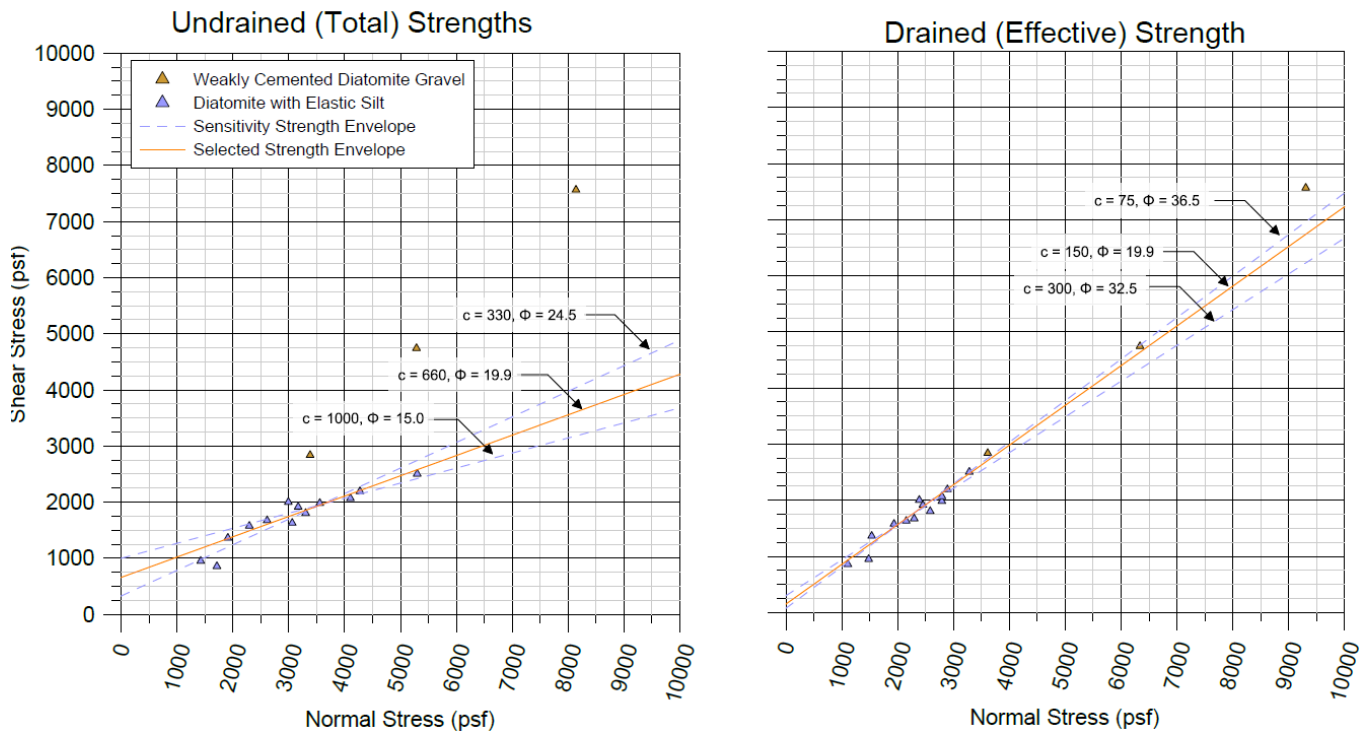 Undrained (Total) Strengths
10000
9000
8000
7000
6000
5000
4000
3000
2000
1000
0
Shear Stress (psf)
Weakly Cemented Diatomite Gravel
Diatomite with Elastic Silt
Sensitivity Strength Envelope
Selected Strength Envelope
c = 330, Φ = 24.5
c = 660, Φ = 19.9
c = 1000, Φ = 15.0
0
1000
2000
3000
4000
5000
6000
7000
8000
9000
10000
Normal Stress (psf)
Drained (Effective) Strength
c = 75, Φ = 36.5
c = 150, Φ = 19.9
c = 300, Φ = 32.5
0
1000
2000
3000
4000
5000
6000
7000
8000
9000
10000
Normal Stress (psf)